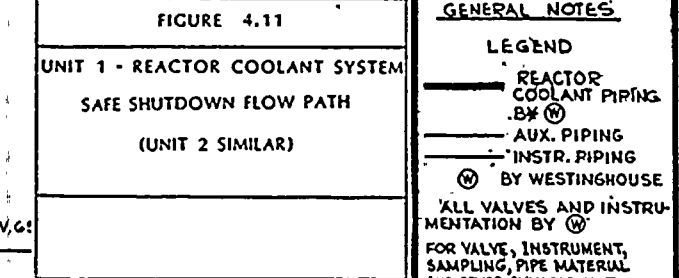 FIGURE 4.11
UNIT 1 - REACTOR COOLANT SYSTEM
SAFE SHUTDOWN FLOW PATH
(UNIT 2 SIMILAR)
GENERAL NOTES
LEGEND
REACTOR
COOLANT PIPING
BY Ⓦ
AUX. PIPING
INSTR. PIPING
Ⓦ BY WESTINGHOUSE
ALL VALVES AND INSTRU-
MENTATION BY Ⓦ
FOR VALVE, INSTRUMENT,
SAMPLING, PIPE MATERIAL